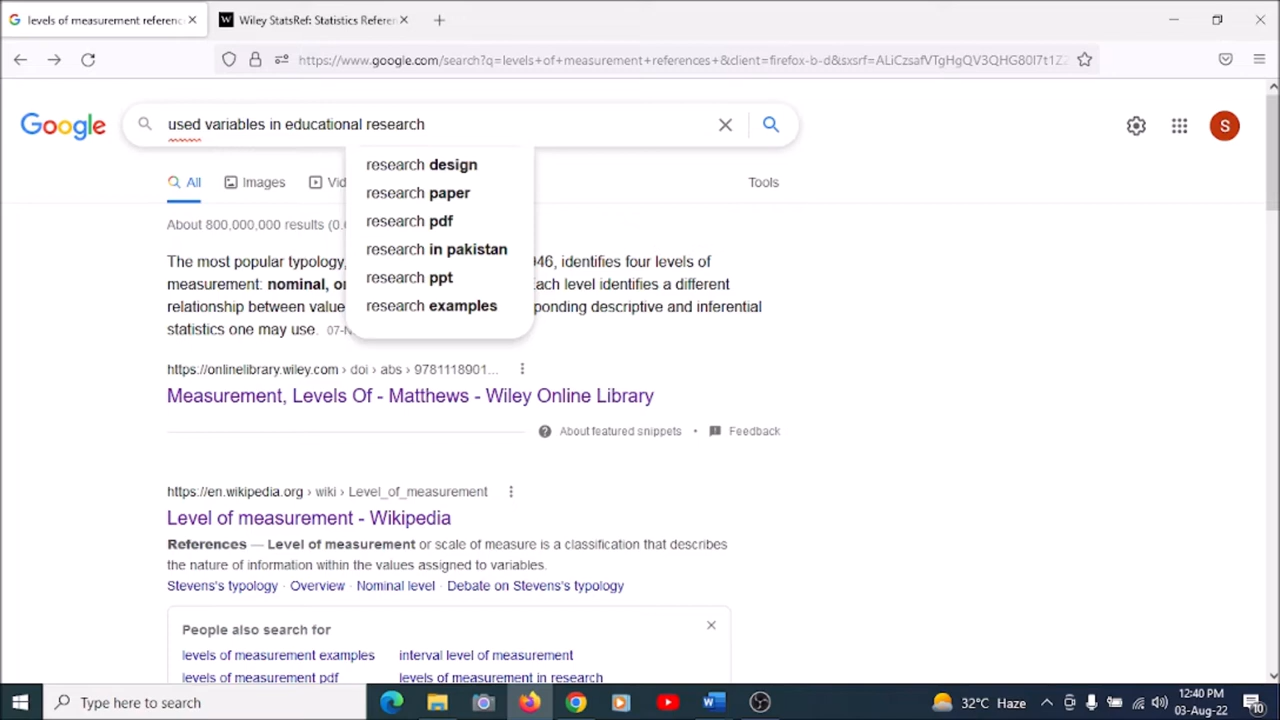 levels of measurement referenc
Wiley StatsRef: Statistics Referen
https://www.google.com/search?q=levels+of+measurement+references+&client=firefox-b-d&sxsrf=ALiCzsafVTgHgQV3QHG80I7t1Z
Google
used variables in educational research
S
research design
research paper
research pdf
research in pakistan
research ppt
research examples
All
Images
Vid
Tools
About 800,000,000 results (0.
The most popular typology,
946, identifies four levels of
measurement: nominal, or
Each level identifies a different
relationship between value
ponding descriptive and inferential
statistics one may use. 07-N
https://onlinelibrary.wiley.com › doi › abs › 9781118901...
Measurement, Levels Of - Matthews - Wiley Online Library
About featured snippets • Feedback
https://en.wikipedia.org › wiki › Level_of_measurement
Level of measurement - Wikipedia
References — Level of measurement or scale of measure is a classification that describes
the nature of information within the values assigned to variables.
Stevens's typology · Overview · Nominal level · Debate on Stevens's typology
People also search for
levels of measurement examples
interval level of measurement
levels of measurement pdf
levels of measurement in research
Type here to search
32°C Haze
12:40 PM
03-Aug-22
10